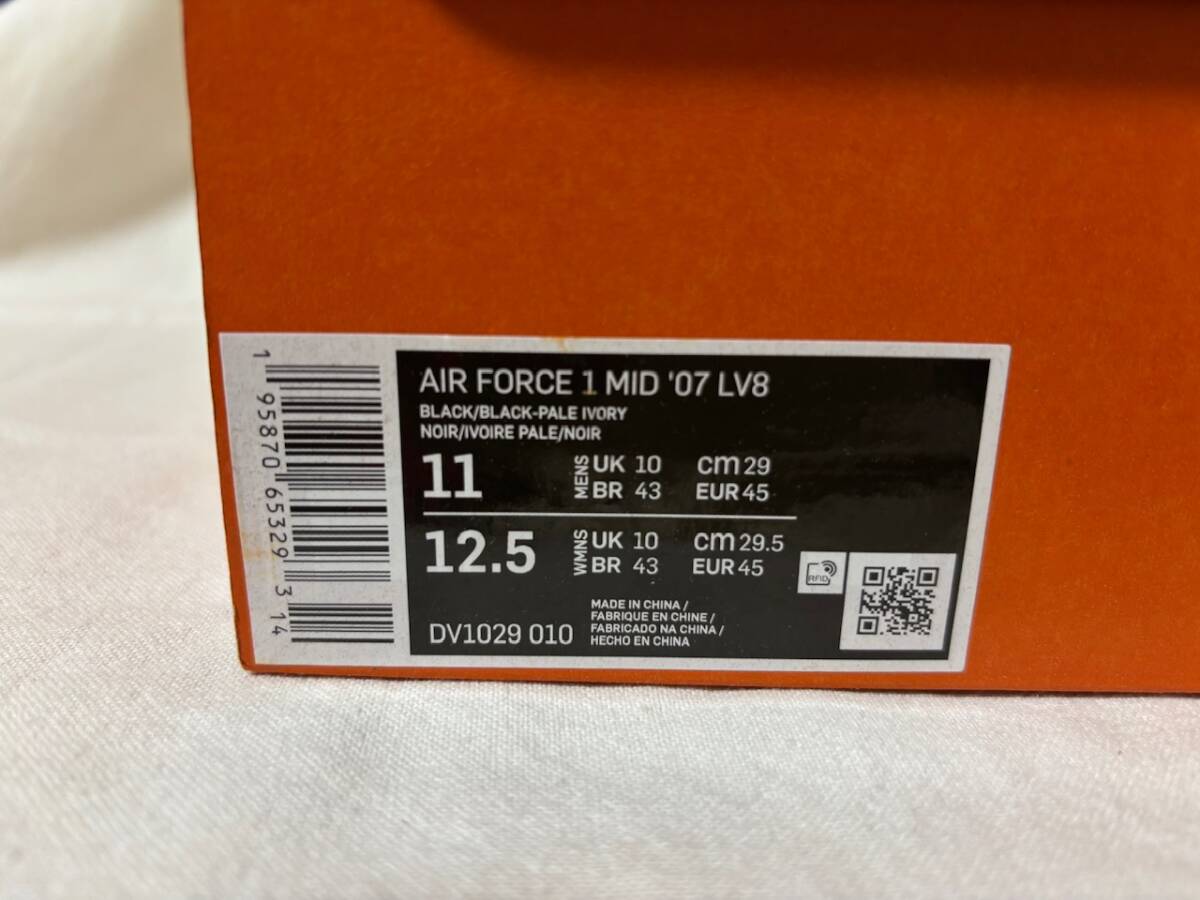 AIR FORCE 1 MID '07 LV8
BLACK/BLACK-PALE IVORY
NOIR/IVOIRE PALE/NOIR
11 MENS UK 10 cm 29
BR 43 EUR 45
12.5 WMNS UK 10 cm 29.5
BR 43 EUR 45
RFID
DV1029 010
MADE IN CHINA /
FABRIQUE EN CHINE /
FABRICADO NA CHINA /
HECHO EN CHINA
1 95870 65329 3 14